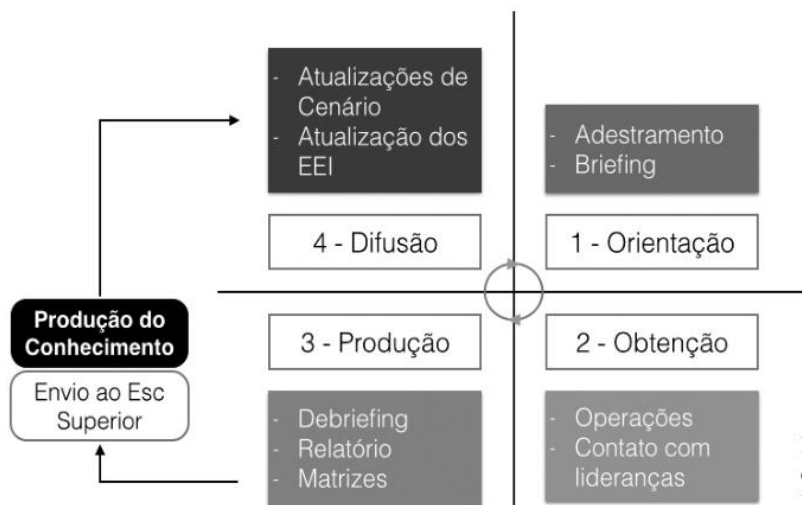 - Atualizações de
Cenário
- Atualização dos
EEI
- Adestramento
- Briefing
4 - Difusão
1 - Orientação
Produção do
Conhecimento
Envio ao Esc
Superior
3 - Produção
2 - Obtenção
- Debriefing
- Relatório
- Matrizes
- Operações
- Contato com
lideranças